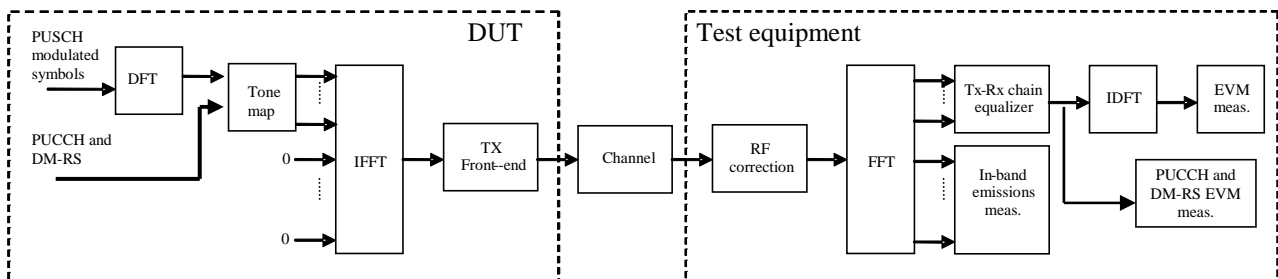 DUT
Test equipment
PUSCH
modulated
symbols
DFT
Tone
map
PUCCH and
DM-RS
0
0
IFFT
TX
Front--end
Channel
RF
correction
FFT
Tx-Rx chain
equalizer
IDFT
EVM
meas.
In-band
emissions
meas.
PUCCH and
DM-RS EVM
meas.